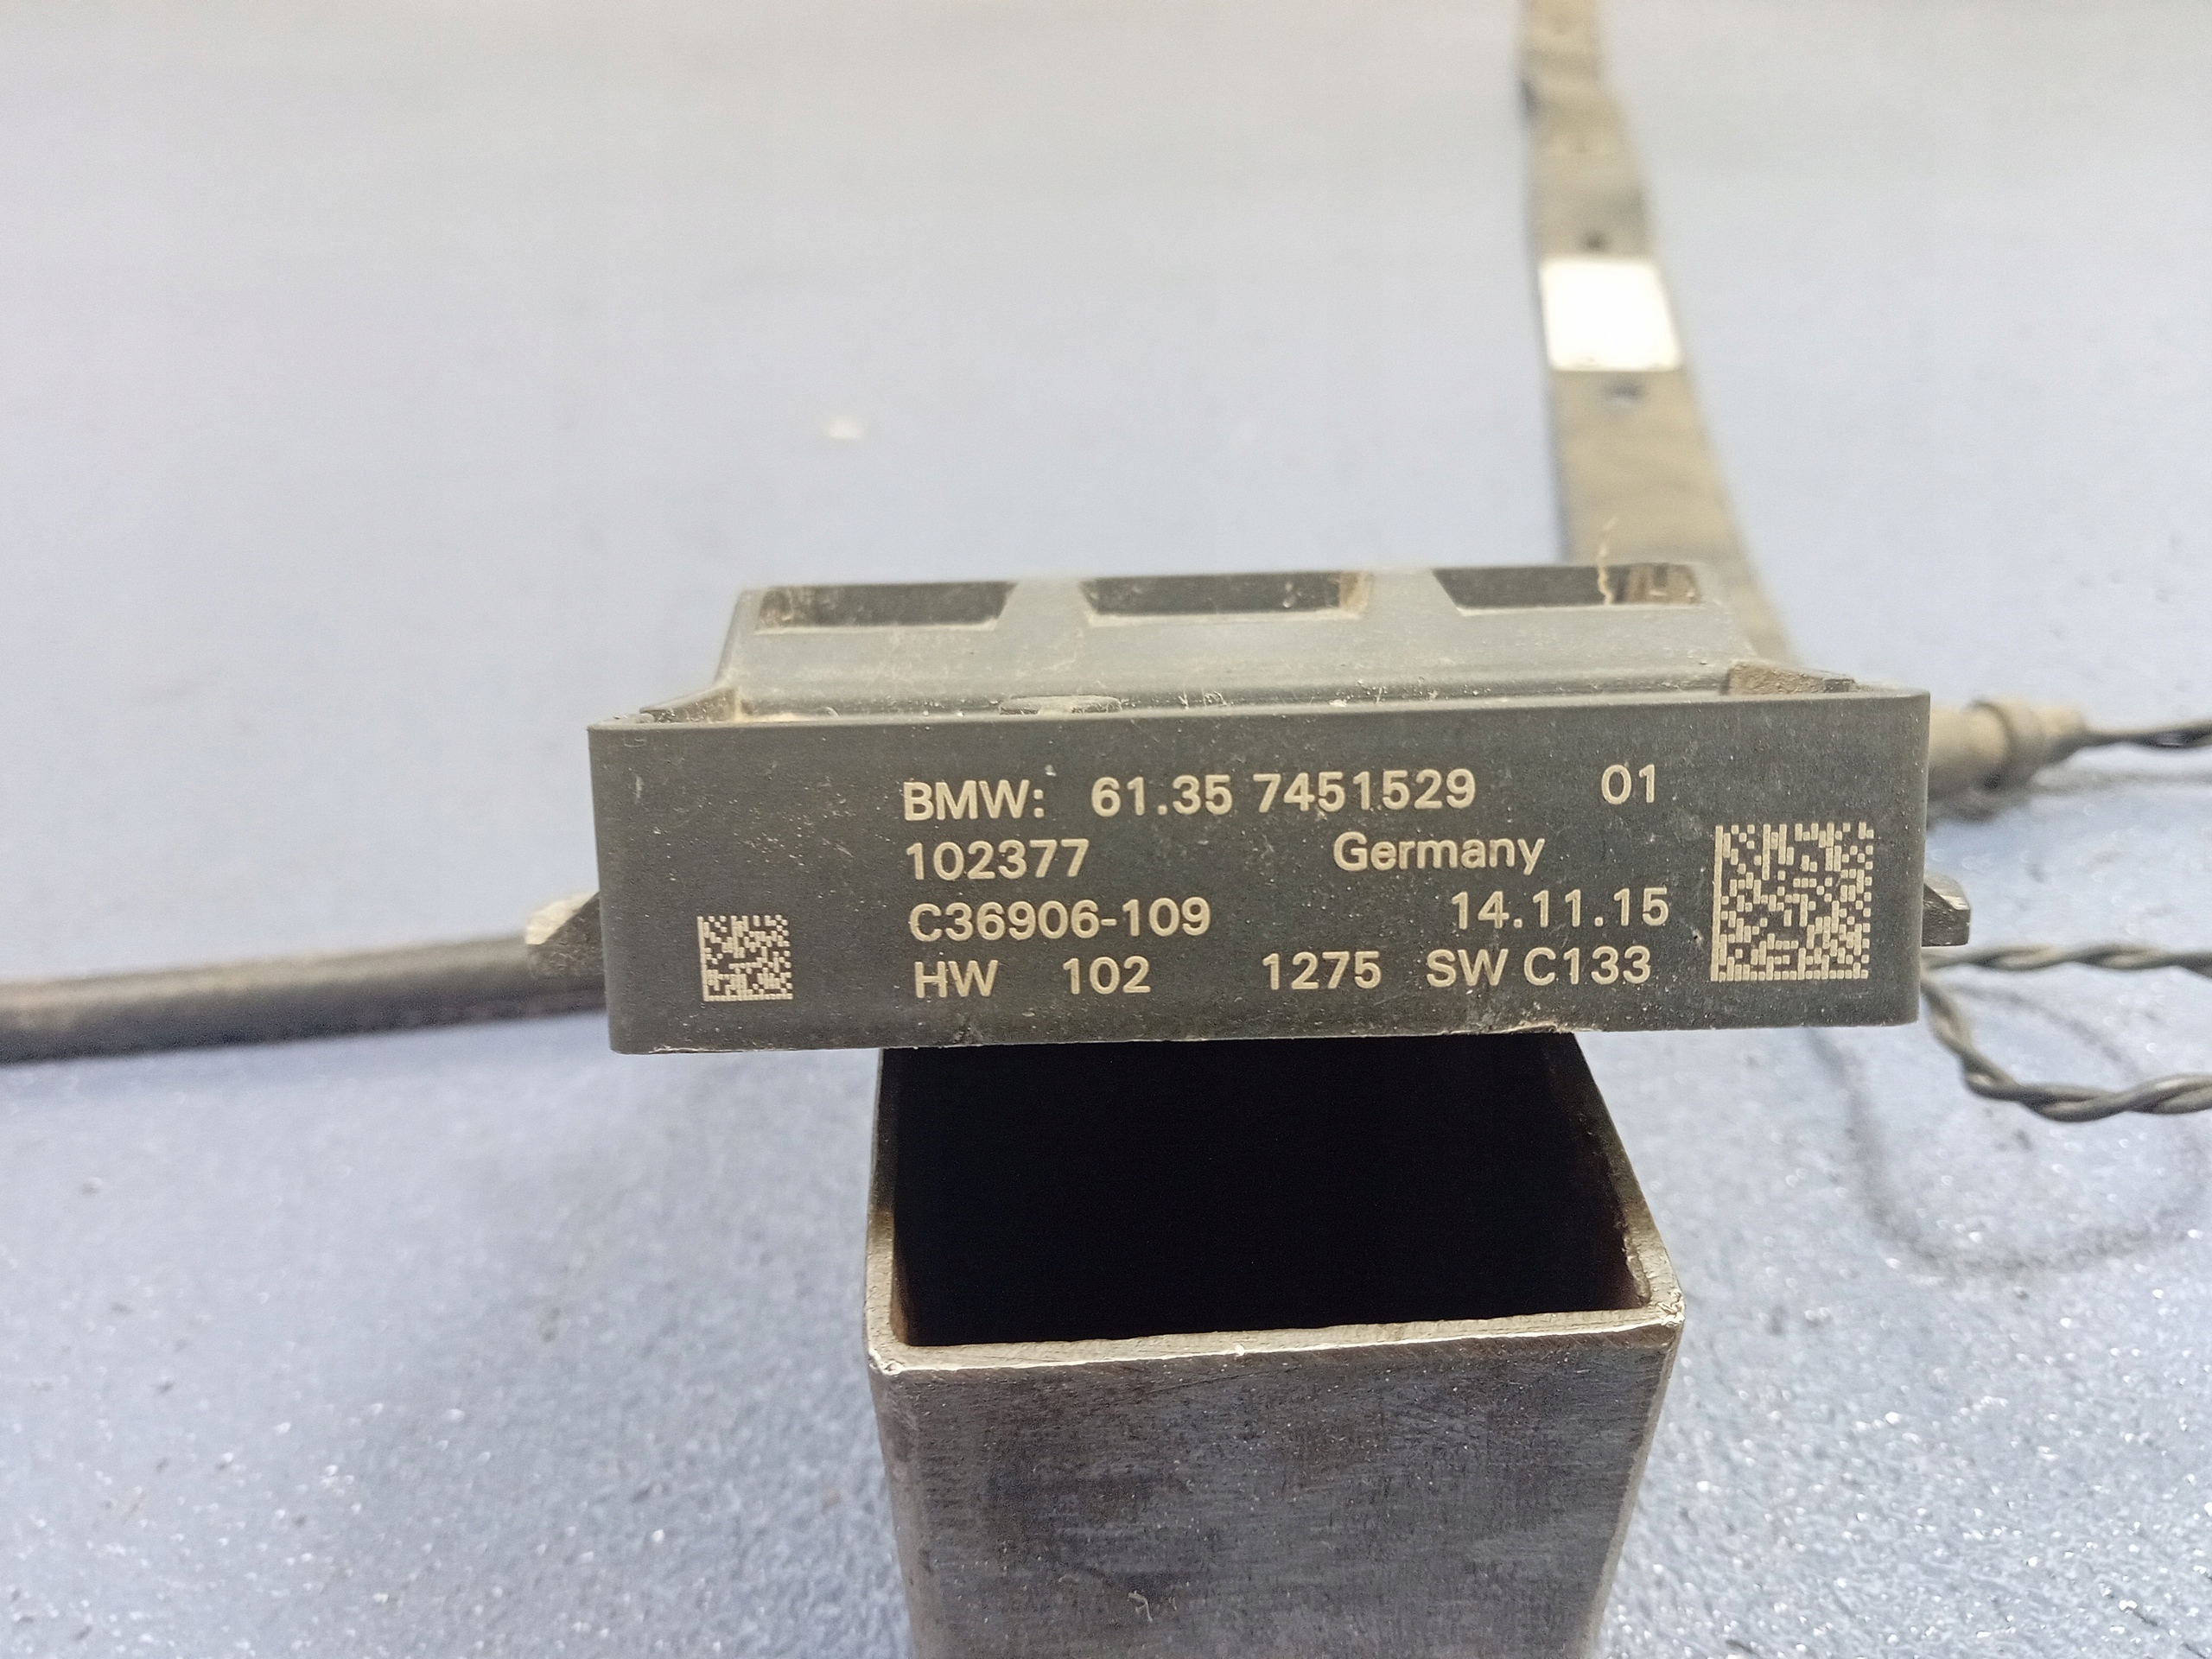 BMW: 61.35 7451529 01
102377 Germany
C36906-109 14.11.15
HW 102 1275 SW C133